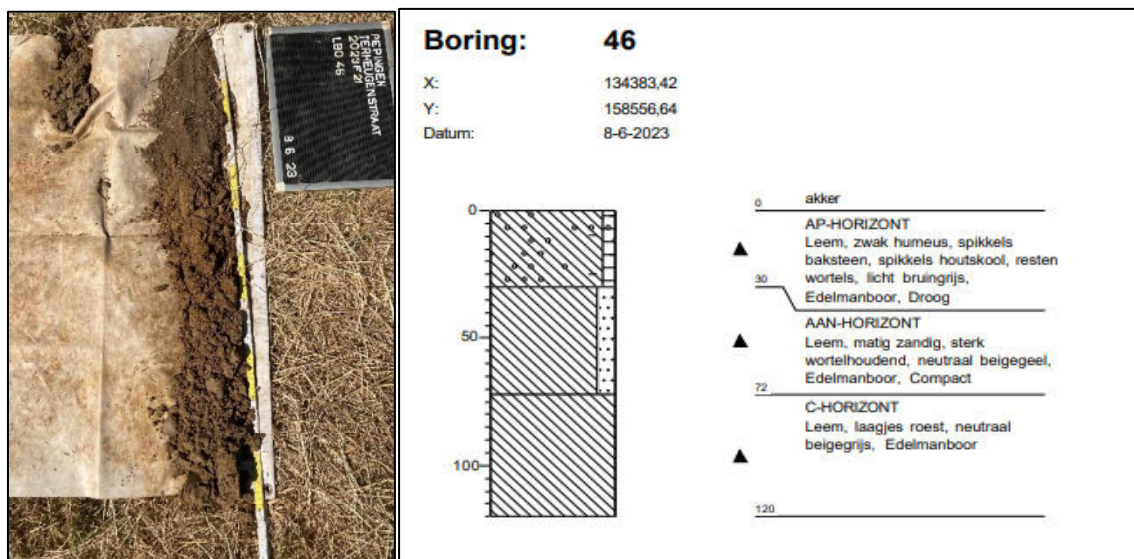 PEPINGEN
TERHEUGENSTRAAT
2023F21
LBO 46
8 6 23
Boring: 46
X: 134383,42
Y: 158556,64
Datum: 8-6-2023
0
50
100
0 akker
AP-HORIZONT
Leem, zwak humeus, spikkels
baksteen, spikkels houtskool, resten
wortels, licht bruingrijs,
Edelmanboor, Droog
30
AAN-HORIZONT
Leem, matig zandig, sterk
wortelhoudend, neutraal beigegeel,
Edelmanboor, Compact
72
C-HORIZONT
Leem, laagjes roest, neutraal
beigegrijs, Edelmanboor
120